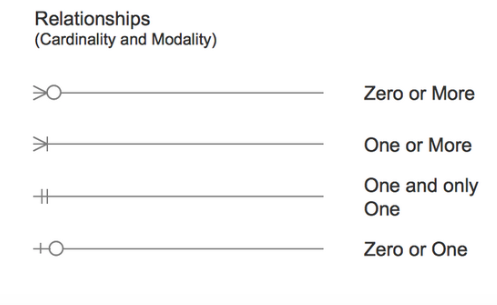 Relationships
(Cardinality and Modality)
Zero or More
One or More
One and only
One
Zero or One